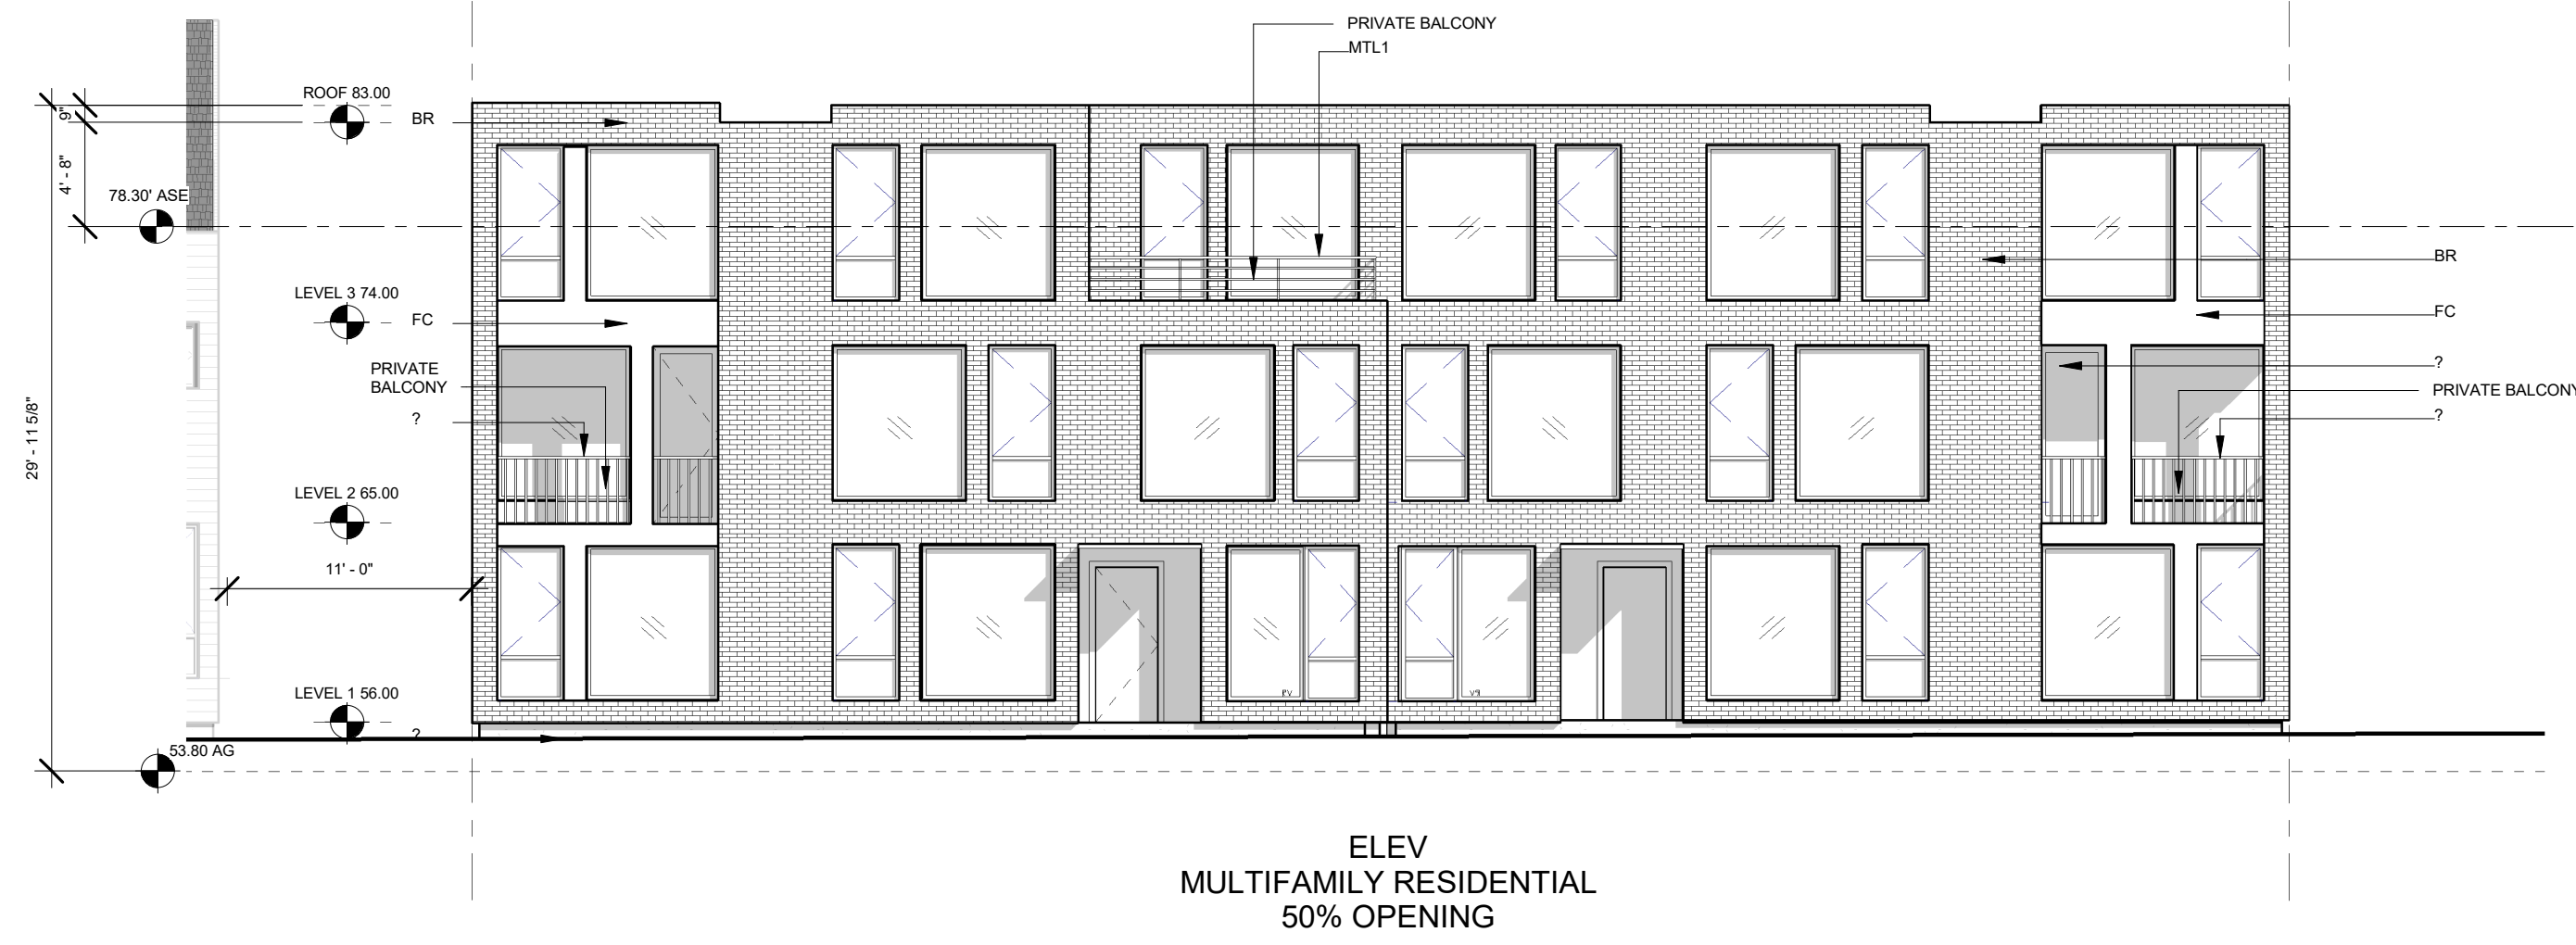 PRIVATE BALCONY
MTL1
ROOF 83.00
BR
9"
4' - 8"
78.30' ASE
BR
LEVEL 3 74.00
FC
FC
PRIVATE
BALCONY
?
?
PRIVATE BALCONY
?
29' - 11 5/8"
LEVEL 2 65.00
11' - 0"
LEVEL 1 56.00
?
53.80 AG
ELEV
MULTIFAMILY RESIDENTIAL
50% OPENING